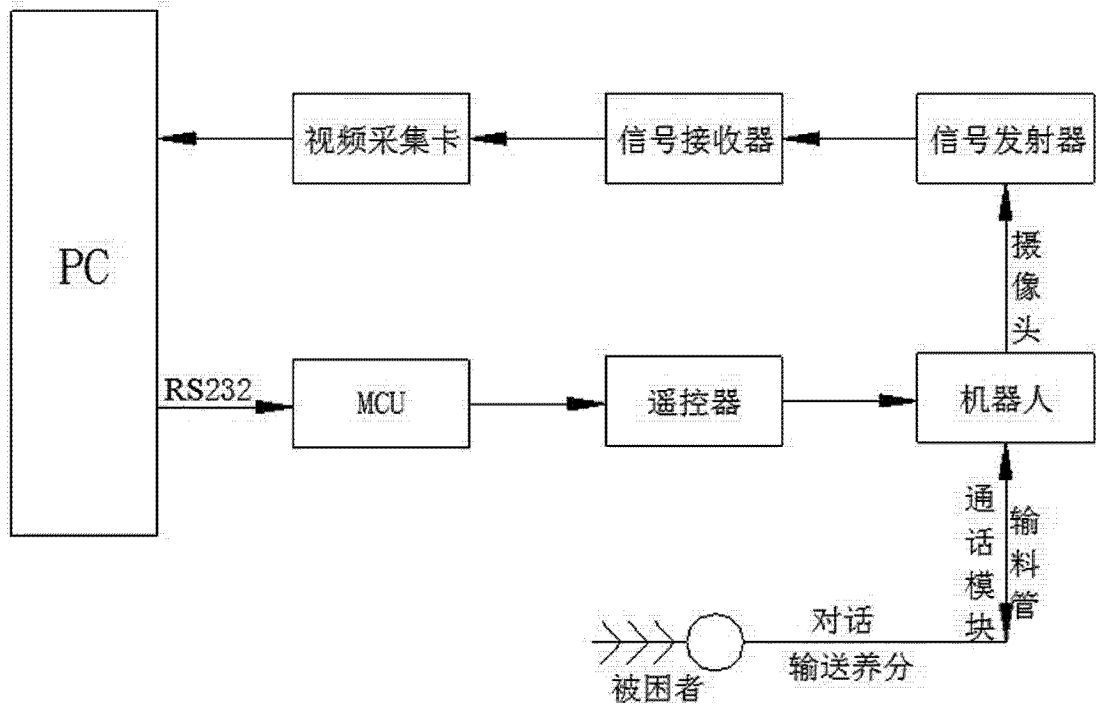 视频采集卡
信号接收器
信号发射器
PC
摄像头
RS232
MCU
遥控器
机器人
通话模块
输料管
对话
输送养分
被困者